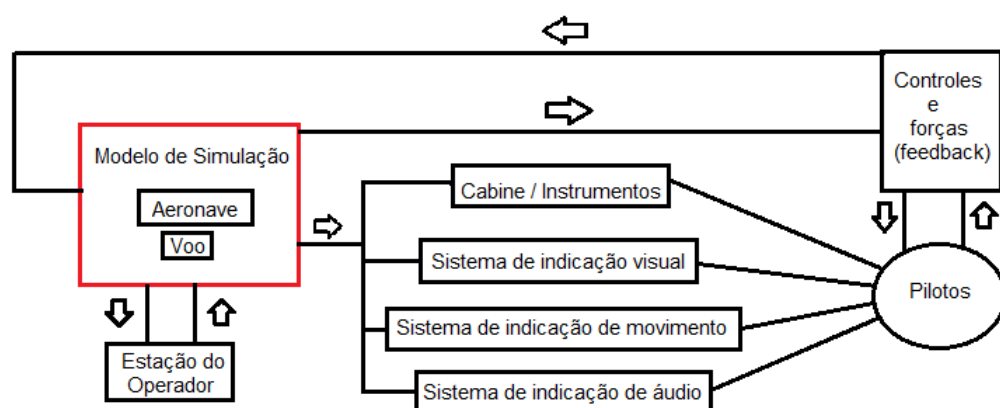 Controles
e
forças
(feedback)
Modelo de Simulação
Aeronave
Voo
Cabine / Instrumentos
Sistema de indicação visual
Pilotos
Sistema de indicação de movimento
Estação do
Operador
Sistema de indicação de áudio